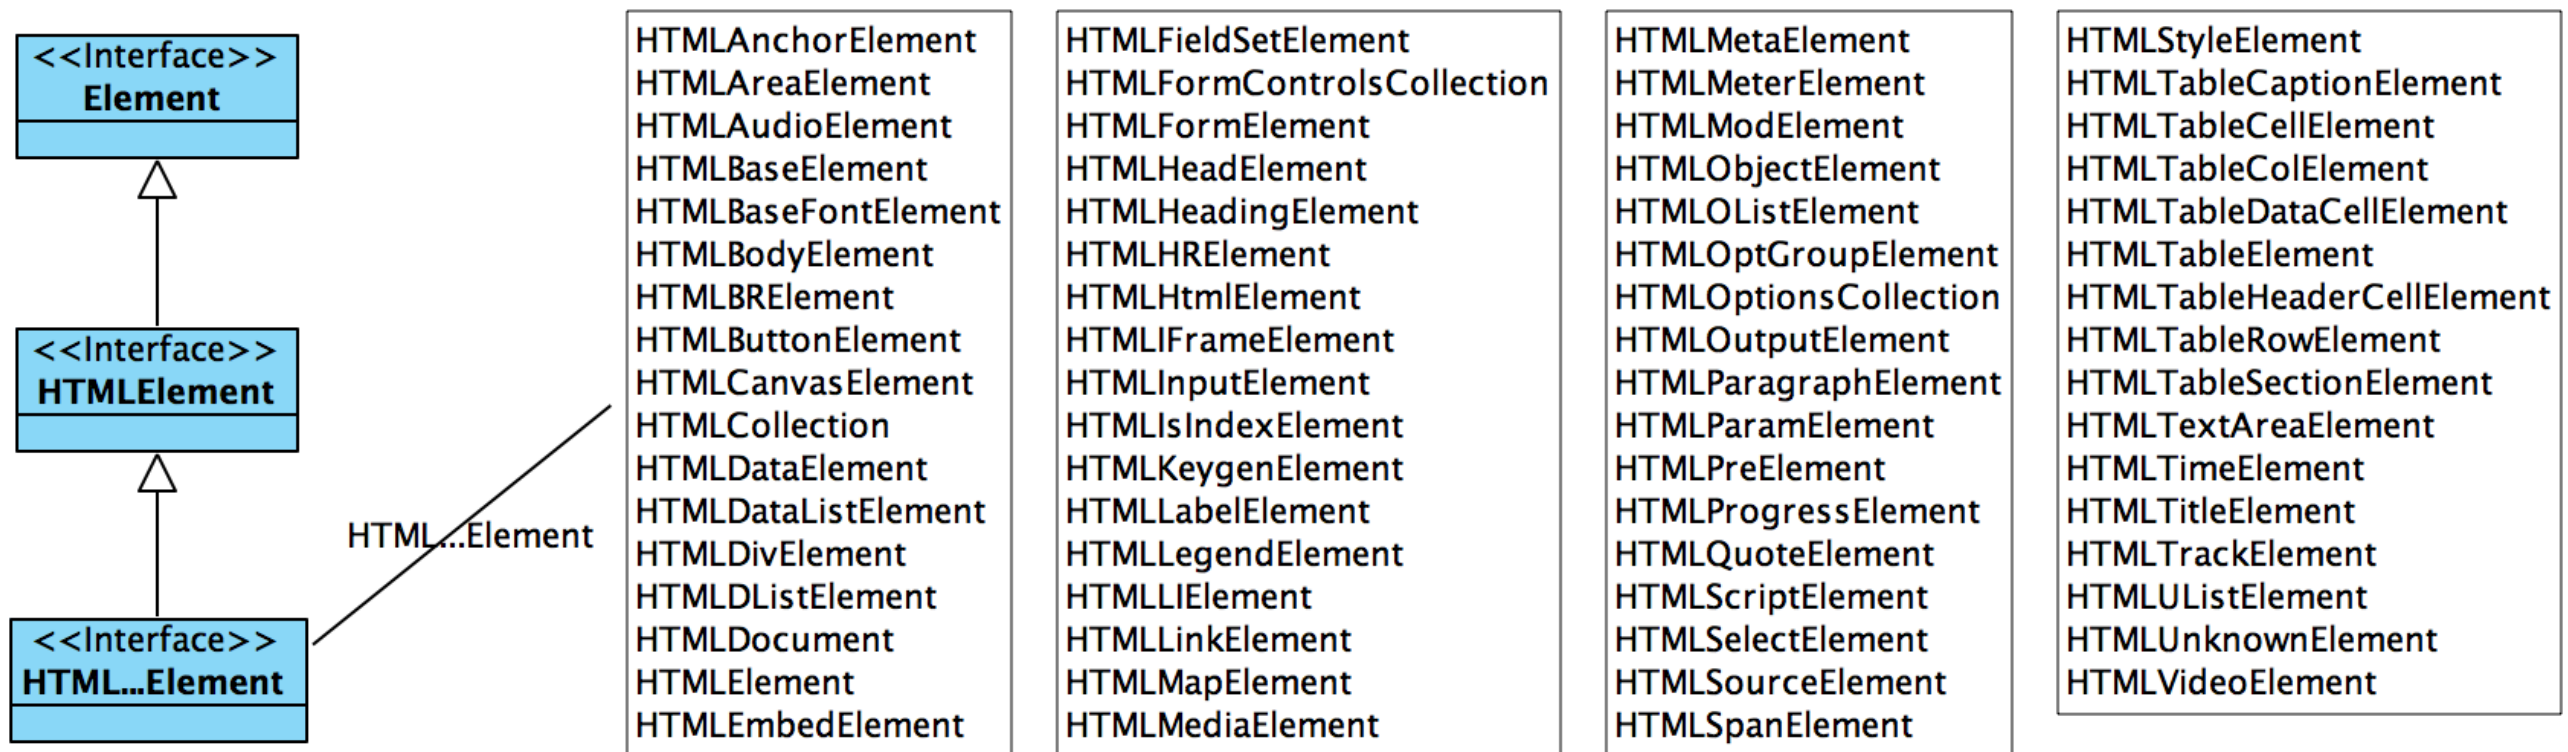 <<Interface>>
Element
<<Interface>>
HTMLElement
<<Interface>>
HTML...Element
HTML...Element
HTMLAnchorElement
HTMLAreaElement
HTMLAudioElement
HTMLBaseElement
HTMLBaseFontElement
HTMLBodyElement
HTMLBRElement
HTMLButtonElement
HTMLCanvasElement
HTMLCollection
HTMLDataElement
HTMLDataListElement
HTMLDivElement
HTMLDListElement
HTMLDocument
HTMLElement
HTMLEmbedElement
HTMLFieldSetElement
HTMLFormControlsCollection
HTMLFormElement
HTMLHeadElement
HTMLHeadingElement
HTMLHRElement
HTMLHtmlElement
HTMLIFrameElement
HTMLInputElement
HTMLIsIndexElement
HTMLKeygenElement
HTMLLabelElement
HTMLLegendElement
HTMLLIElement
HTMLLinkElement
HTMLMapElement
HTMLMediaElement
HTMLMetaElement
HTMLMeterElement
HTMLModElement
HTMLObjectElement
HTMLOListElement
HTMLOptGroupElement
HTMLOptionsCollection
HTMLOutputElement
HTMLParagraphElement
HTMLParamElement
HTMLPreElement
HTMLProgressElement
HTMLQuoteElement
HTMLScriptElement
HTMLSelectElement
HTMLSourceElement
HTMLSpanElement
HTMLStyleElement
HTMLTableCaptionElement
HTMLTableCellElement
HTMLTableColElement
HTMLTableDataCellElement
HTMLTableElement
HTMLTableHeaderCellElement
HTMLTableRowElement
HTMLTableSectionElement
HTMLTextAreaElement
HTMLTimeElement
HTMLTitleElement
HTMLTrackElement
HTMLUListElement
HTMLUnknownElement
HTMLVideoElement